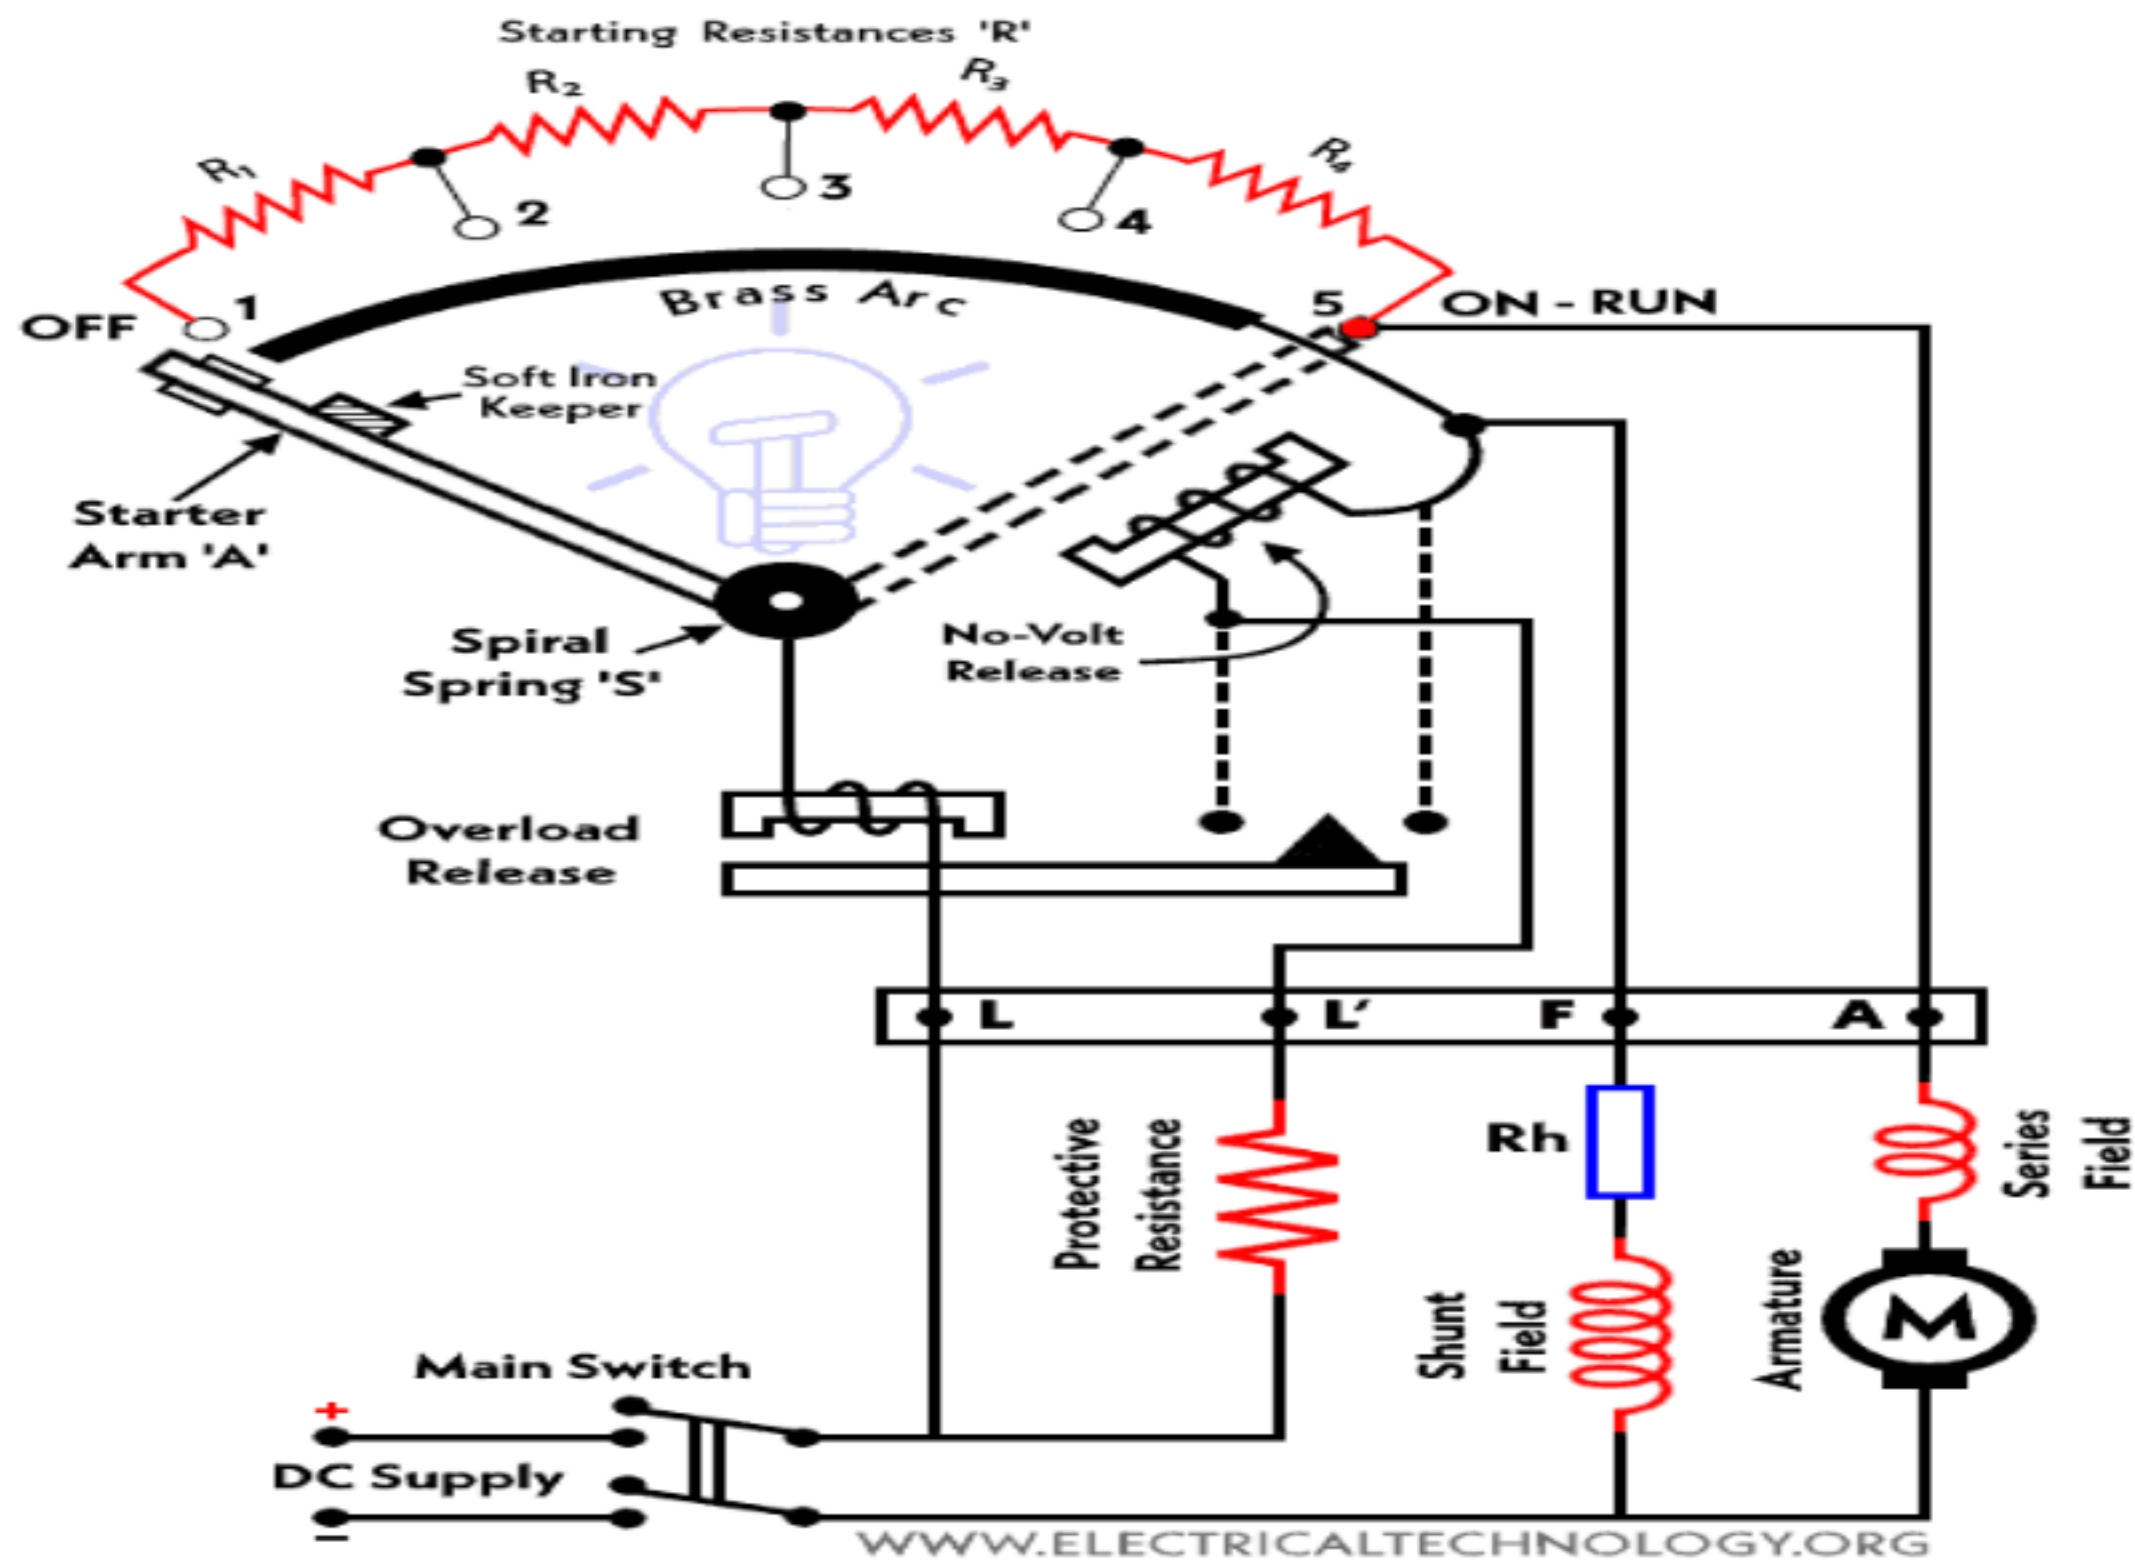 Starting Resistances 'R'
R1
R2
R3
R4
OFF
1
2
3
4
5
ON - RUN
Brass Arc
Soft Iron
Keeper
Starter
Arm 'A'
Spiral
Spring 'S'
No-Volt
Release
Overload
Release
L
L′
F
A
Protective
Resistance
Rh
Shunt
Field
Series
Field
Armature
M
Main Switch
+
DC Supply
–
WWW.ELECTRICALTECHNOLOGY.ORG